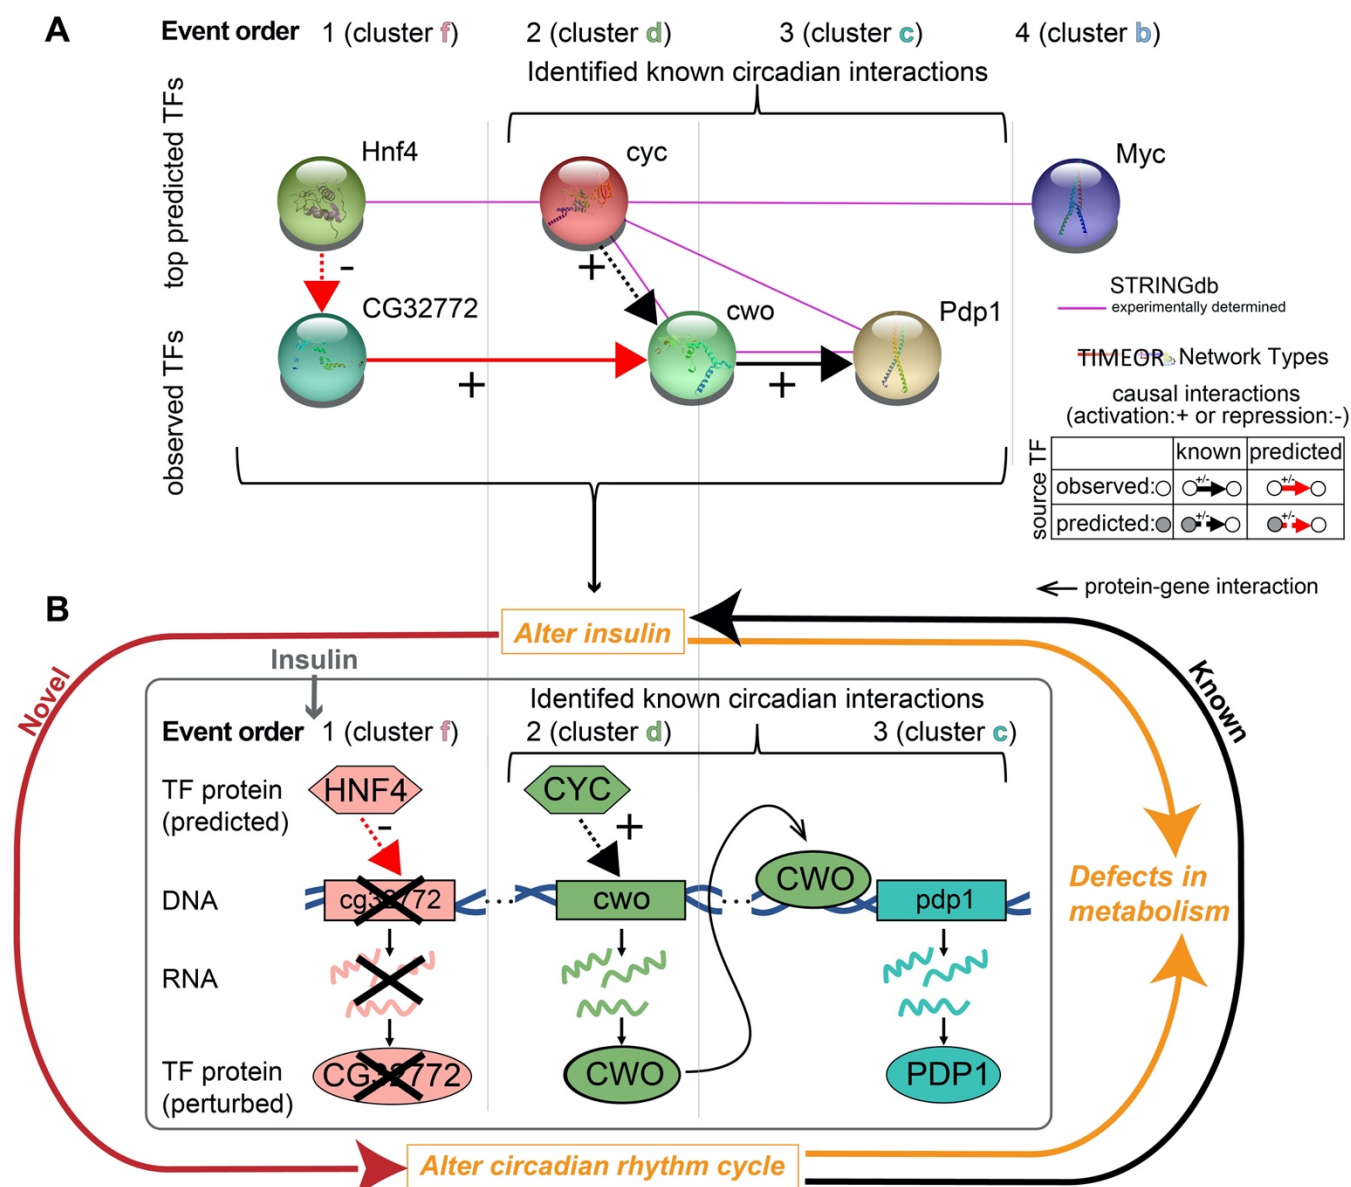 A
Event order 1 (cluster f) 2 (cluster d) 3 (cluster c) 4 (cluster b)
Identified known circadian interactions
top predicted TFs
Hnf4
cyc
Myc
-
+
observed TFs
CG32772
cwo
Pdp1
+
+
STRINGdb
experimentally determined
TIMEOR Network Types
causal interactions
(activation:+ or repression:-)
source TF
known predicted
observed: +/- +/-
predicted: +/- +/-
protein-gene interaction
B
Alter insulin
Novel
Known
Insulin
Identifed known circadian interactions
Event order 1 (cluster f) 2 (cluster d) 3 (cluster c)
TF protein
(predicted)
HNF4
CYC
-
+
DNA
cg32772
cwo
CWO
pdp1
RNA
TF protein
(perturbed)
CG32772
CWO
PDP1
Defects in
metabolism
Alter circadian rhythm cycle